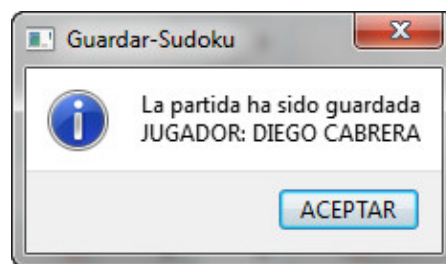 Guardar-Sudoku
La partida ha sido guardada
JUGADOR: DIEGO CABRERA
ACEPTAR